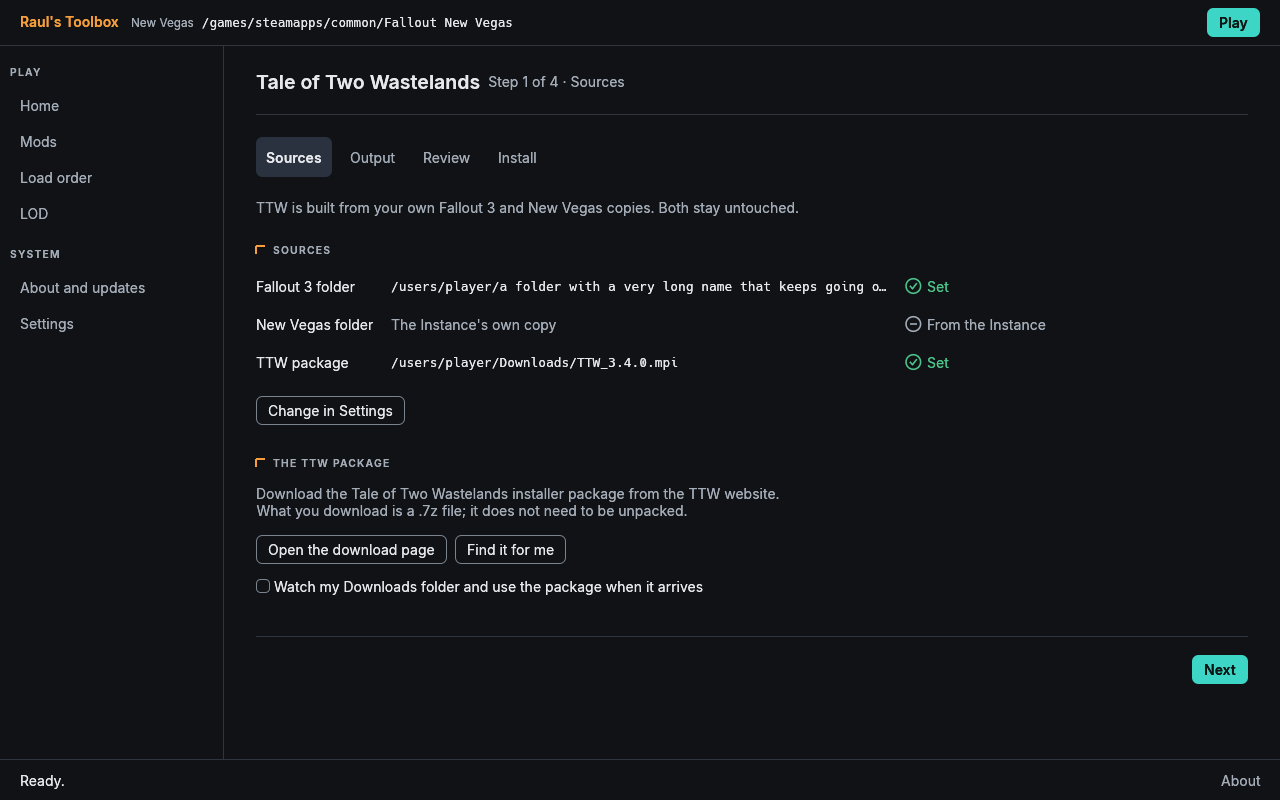 Raul's Toolbox New Vegas /games/steamapps/common/Fallout New Vegas Play
PLAY
Home
Mods
Load order
LOD
SYSTEM
About and updates
Settings
Tale of Two Wastelands Step 1 of 4 · Sources
Sources Output Review Install
TTW is built from your own Fallout 3 and New Vegas copies. Both stay untouched.
SOURCES
Fallout 3 folder /users/player/a folder with a very long name that keeps going o… Set
New Vegas folder The Instance's own copy From the Instance
TTW package /users/player/Downloads/TTW_3.4.0.mpi Set
Change in Settings
THE TTW PACKAGE
Download the Tale of Two Wastelands installer package from the TTW website.
What you download is a .7z file; it does not need to be unpacked.
Open the download page Find it for me
Watch my Downloads folder and use the package when it arrives
Next
Ready. About